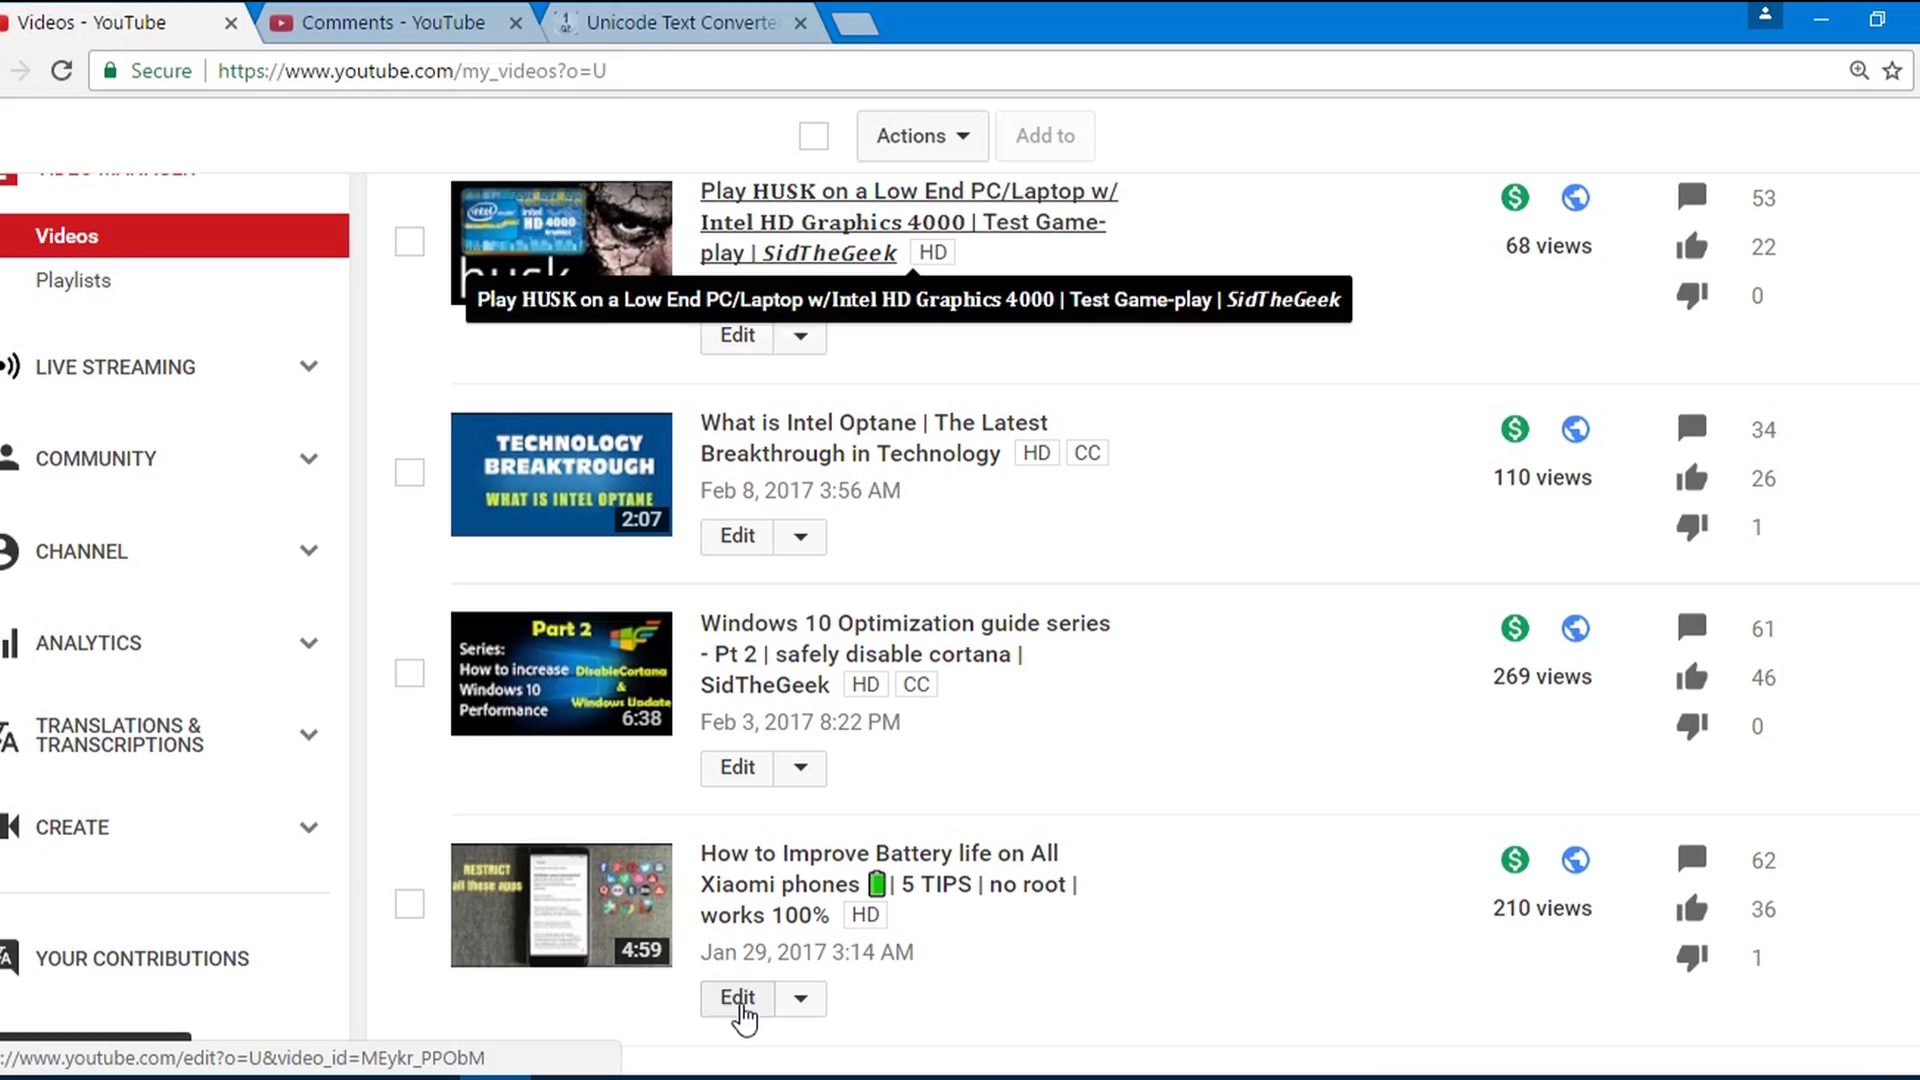 Videos - YouTube
Comments - YouTube
Unicode Text Converte
Secure
https://www.youtube.com/my_videos?o=U
Actions
Add to
Videos
Playlists
LIVE STREAMING
COMMUNITY
CHANNEL
ANALYTICS
TRANSLATIONS &
TRANSCRIPTIONS
CREATE
YOUR CONTRIBUTIONS
intel
intel
HD 4000
Graphics
husk
Play 𝐇𝐔𝐒𝐊 on a Low End PC/Laptop w/
𝐈𝐧𝐭𝐞𝐥 𝐇𝐃 𝐆𝐫𝐚𝐩𝐡𝐢𝐜𝐬 𝟒𝟎𝟎𝟎 | Test Game-
play | 𝑺𝒊𝒅𝑻𝒉𝒆𝑮𝒆𝒆𝒌 HD
Play 𝐇𝐔𝐒𝐊 on a Low End PC/Laptop w/𝐈𝐧𝐭𝐞𝐥 𝐇𝐃 𝐆𝐫𝐚𝐩𝐡𝐢𝐜𝐬 𝟒𝟎𝟎𝟎 | Test Game-play | 𝑺𝒊𝒅𝑻𝒉𝒆𝑮𝒆𝒆𝒌
Edit
68 views
53
22
0
TECHNOLOGY
BREAKTROUGH
WHAT IS INTEL OPTANE
2:07
What is Intel Optane | The Latest
Breakthrough in Technology HD CC
Feb 8, 2017 3:56 AM
Edit
110 views
34
26
1
Part 2
Series:
How to increase
Windows 10
Performance
DisableCortana
&
Windows Update
6:38
Windows 10 Optimization guide series
- Pt 2 | safely disable cortana |
SidTheGeek HD CC
Feb 3, 2017 8:22 PM
Edit
269 views
61
46
0
RESTRICT
all these apps
4:59
How to Improve Battery life on All
Xiaomi phones 🔋| 5 TIPS | no root |
works 100% HD
Jan 29, 2017 3:14 AM
Edit
210 views
62
36
1
://www.youtube.com/edit?o=U&video_id=MEykr_PPObM